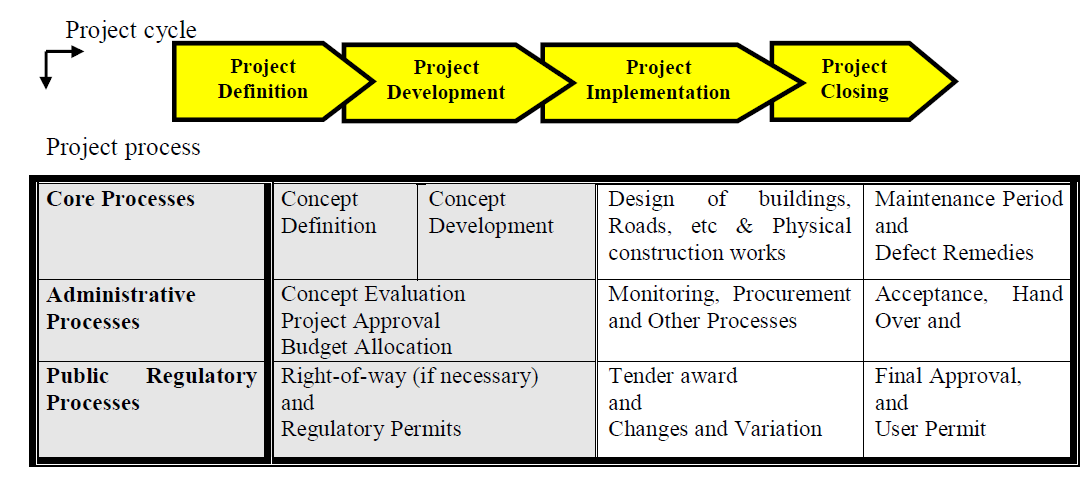 Project cycle
Project
Definition
Project
Development
Project
Implementation
Project
Closing
Project process
Core Processes
Concept
Definition
Concept
Development
Design of buildings,
Roads, etc & Physical
construction works
Maintenance Period
and
Defect Remedies
Administrative
Processes
Concept Evaluation
Project Approval
Budget Allocation
Monitoring, Procurement
and Other Processes
Acceptance, Hand
Over and
Public Regulatory
Processes
Right-of-way (if necessary)
and
Regulatory Permits
Tender award
and
Changes and Variation
Final Approval,
and
User Permit